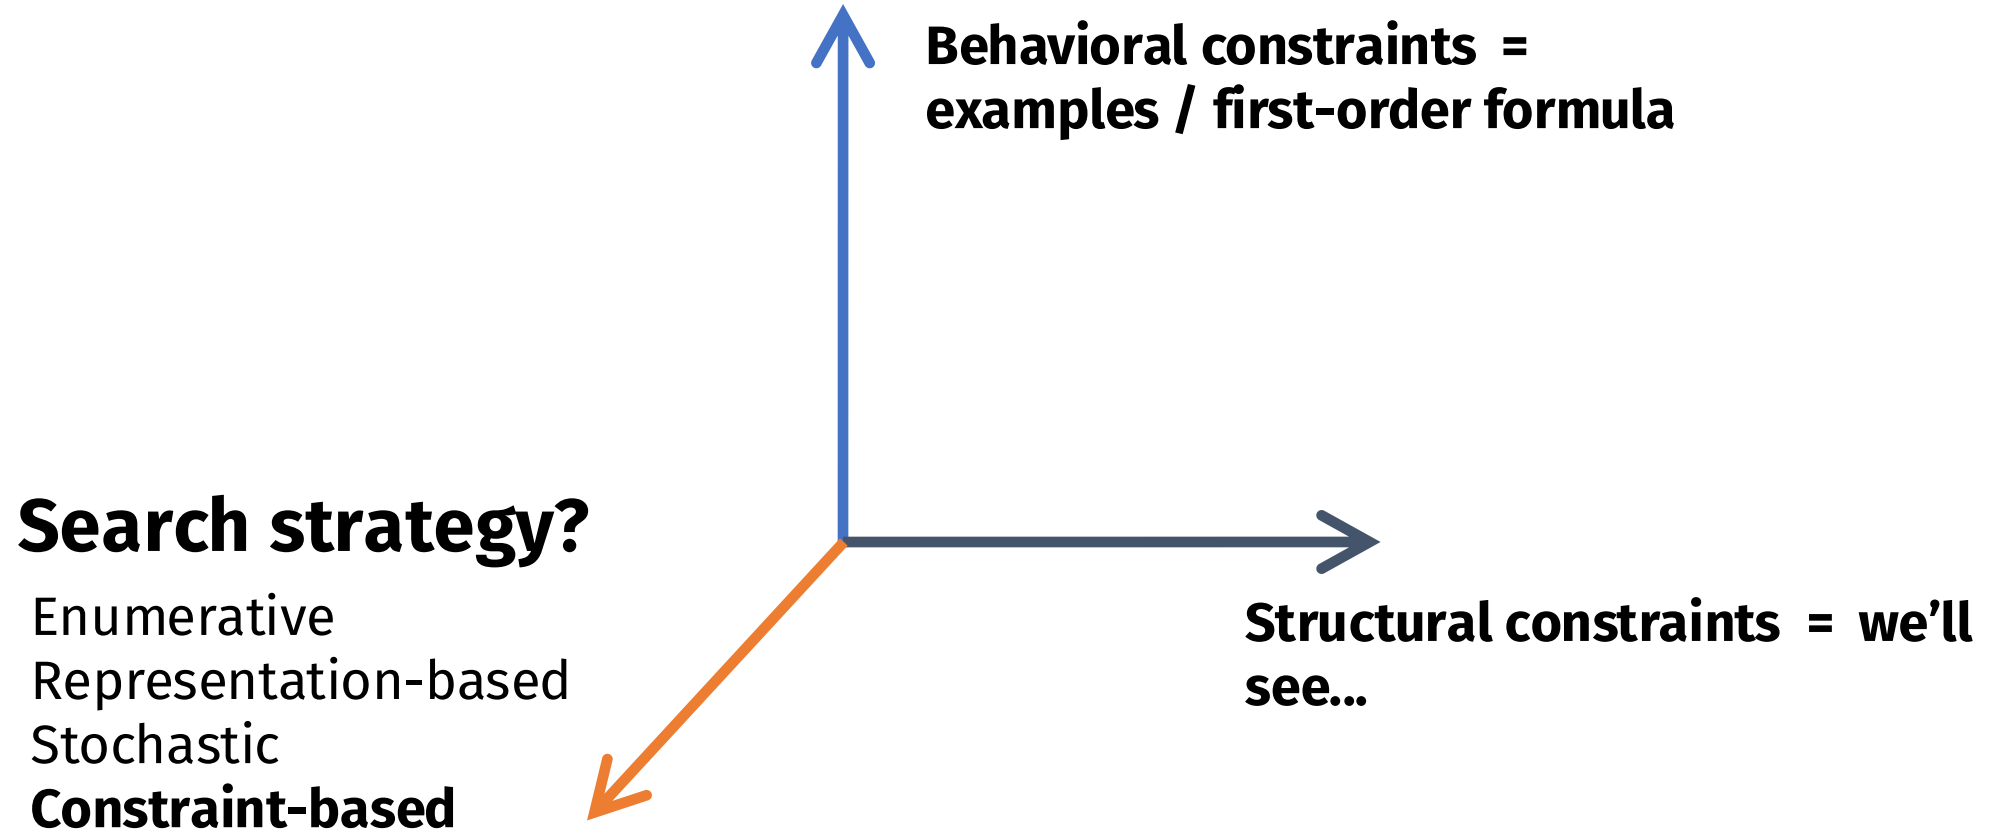 Behavioral constraints =
examples / first-order formula
Search strategy?
Enumerative
Representation-based
Stochastic
Constraint-based
Structural constraints = we’ll
see...